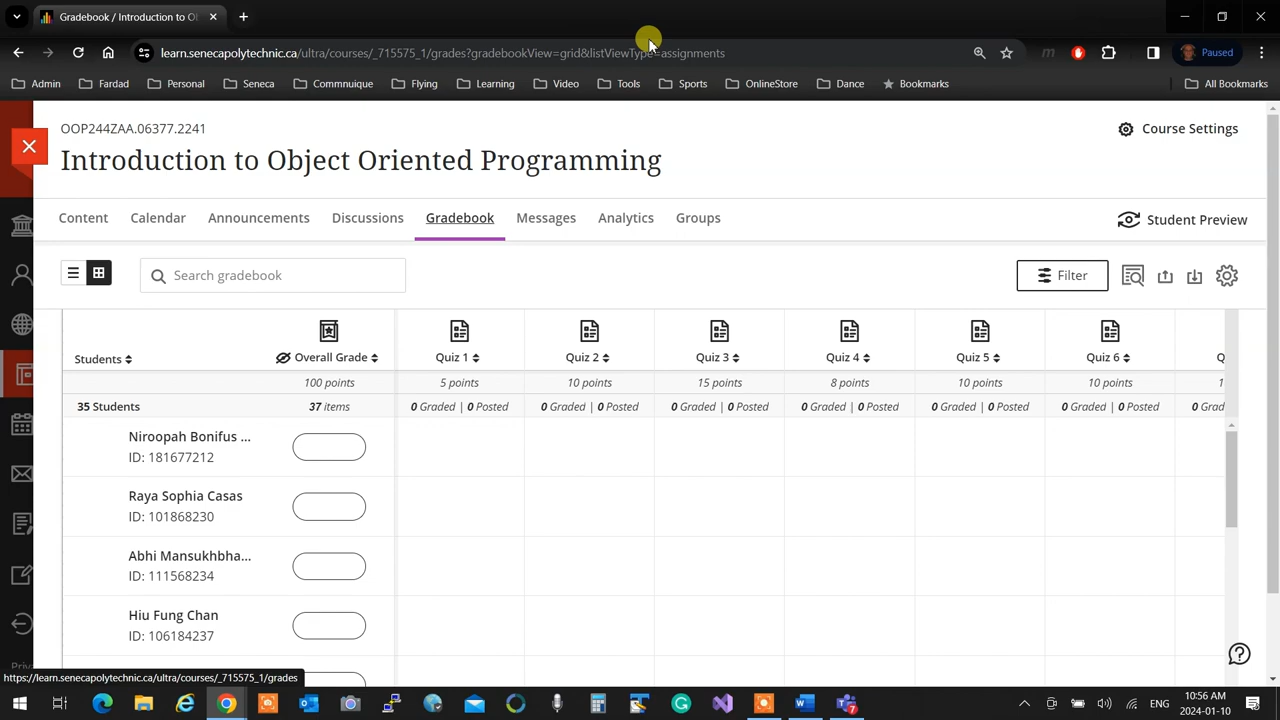 Gradebook / Introduction to O
learn.senecapolytechnic.ca/ultra/courses/_715575_1/grades?gradebookView=grid&listViewType=assignments
Paused
Admin Fardad Personal Seneca Commnuique Flying Learning Video Tools Sports OnlineStore Dance Bookmarks All Bookmarks
OOP244ZAA.06377.2241
Course Settings
Introduction to Object Oriented Programming
Content Calendar Announcements Discussions Gradebook Messages Analytics Groups Student Preview
Search gradebook Filter
Students Overall Grade Quiz 1 Quiz 2 Quiz 3 Quiz 4 Quiz 5 Quiz 6 Q
100 points 5 points 10 points 15 points 8 points 10 points 10 points 1
35 Students 37 items 0 Graded | 0 Posted 0 Graded | 0 Posted 0 Graded | 0 Posted 0 Graded | 0 Posted 0 Graded | 0 Posted 0 Graded | 0 Posted 0 Grad
Niroopah Bonifus ...
ID: 181677212
Raya Sophia Casas
ID: 101868230
Abhi Mansukhbha...
ID: 111568234
Hiu Fung Chan
ID: 106184237
https://learn.senecapolytechnic.ca/ultra/courses/_715575_1/grades
ENG
10:56 AM
2024-01-10